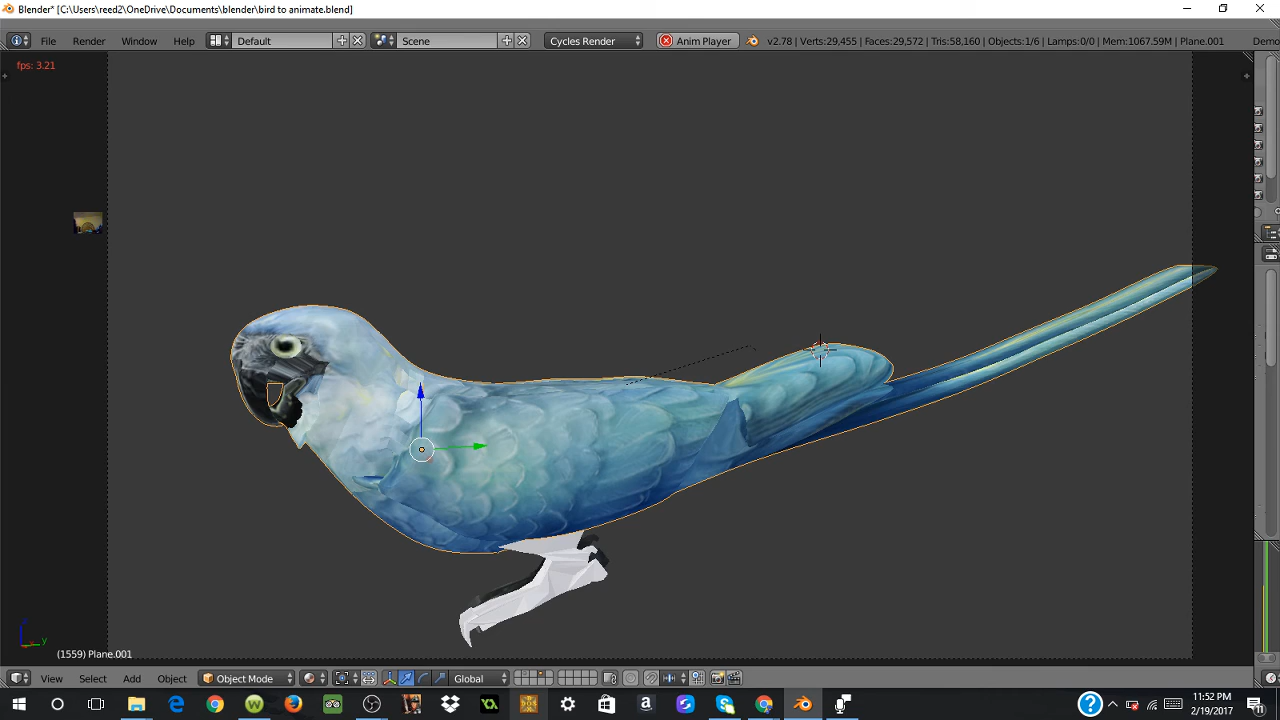 Blender* [C:\Users\reed2\OneDrive\Documents\blender\bird to animate.blend]
File Render Window Help Default Scene Cycles Render Anim Player v2.78 | Verts:29,455 | Faces:29,572 | Tris:58,160 | Objects:1/6 | Lamps:0/0 | Mem:1067.59M | Plane.001 Demo
fps: 3.21
z
x y
(1559) Plane.001
View Select Add Object Object Mode Global
11:52 PM
2/19/2017